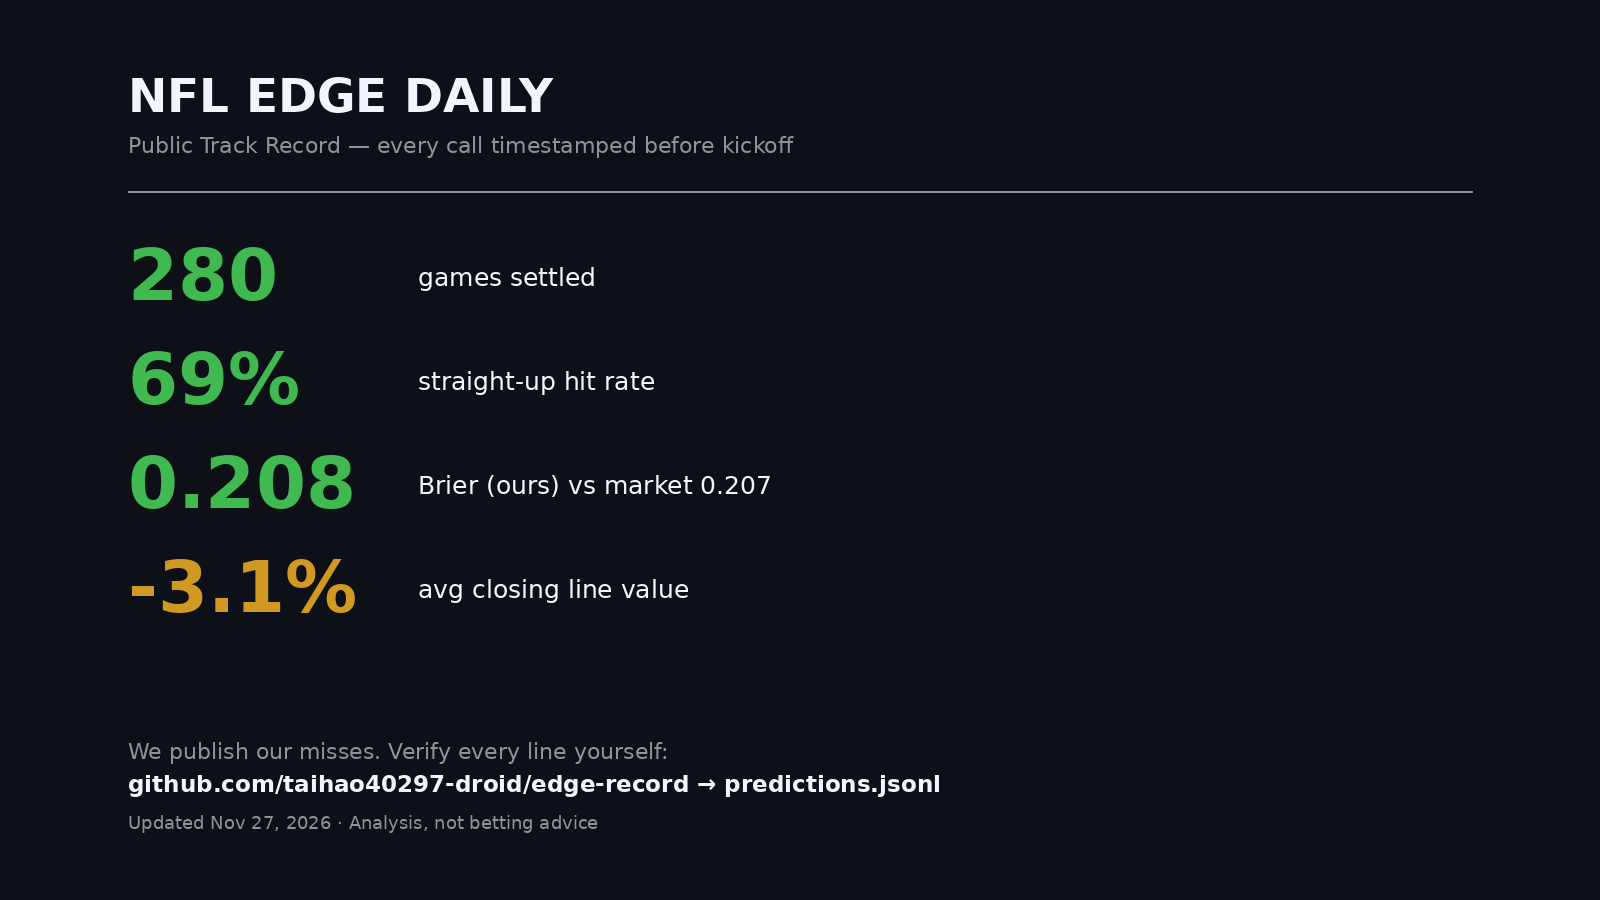 NFL EDGE DAILY
Public Track Record — every call timestamped before kickoff
280 games settled
69% straight-up hit rate
0.208 Brier (ours) vs market 0.207
-3.1% avg closing line value
We publish our misses. Verify every line yourself:
github.com/taihao40297-droid/edge-record → predictions.jsonl
Updated Nov 27, 2026 · Analysis, not betting advice